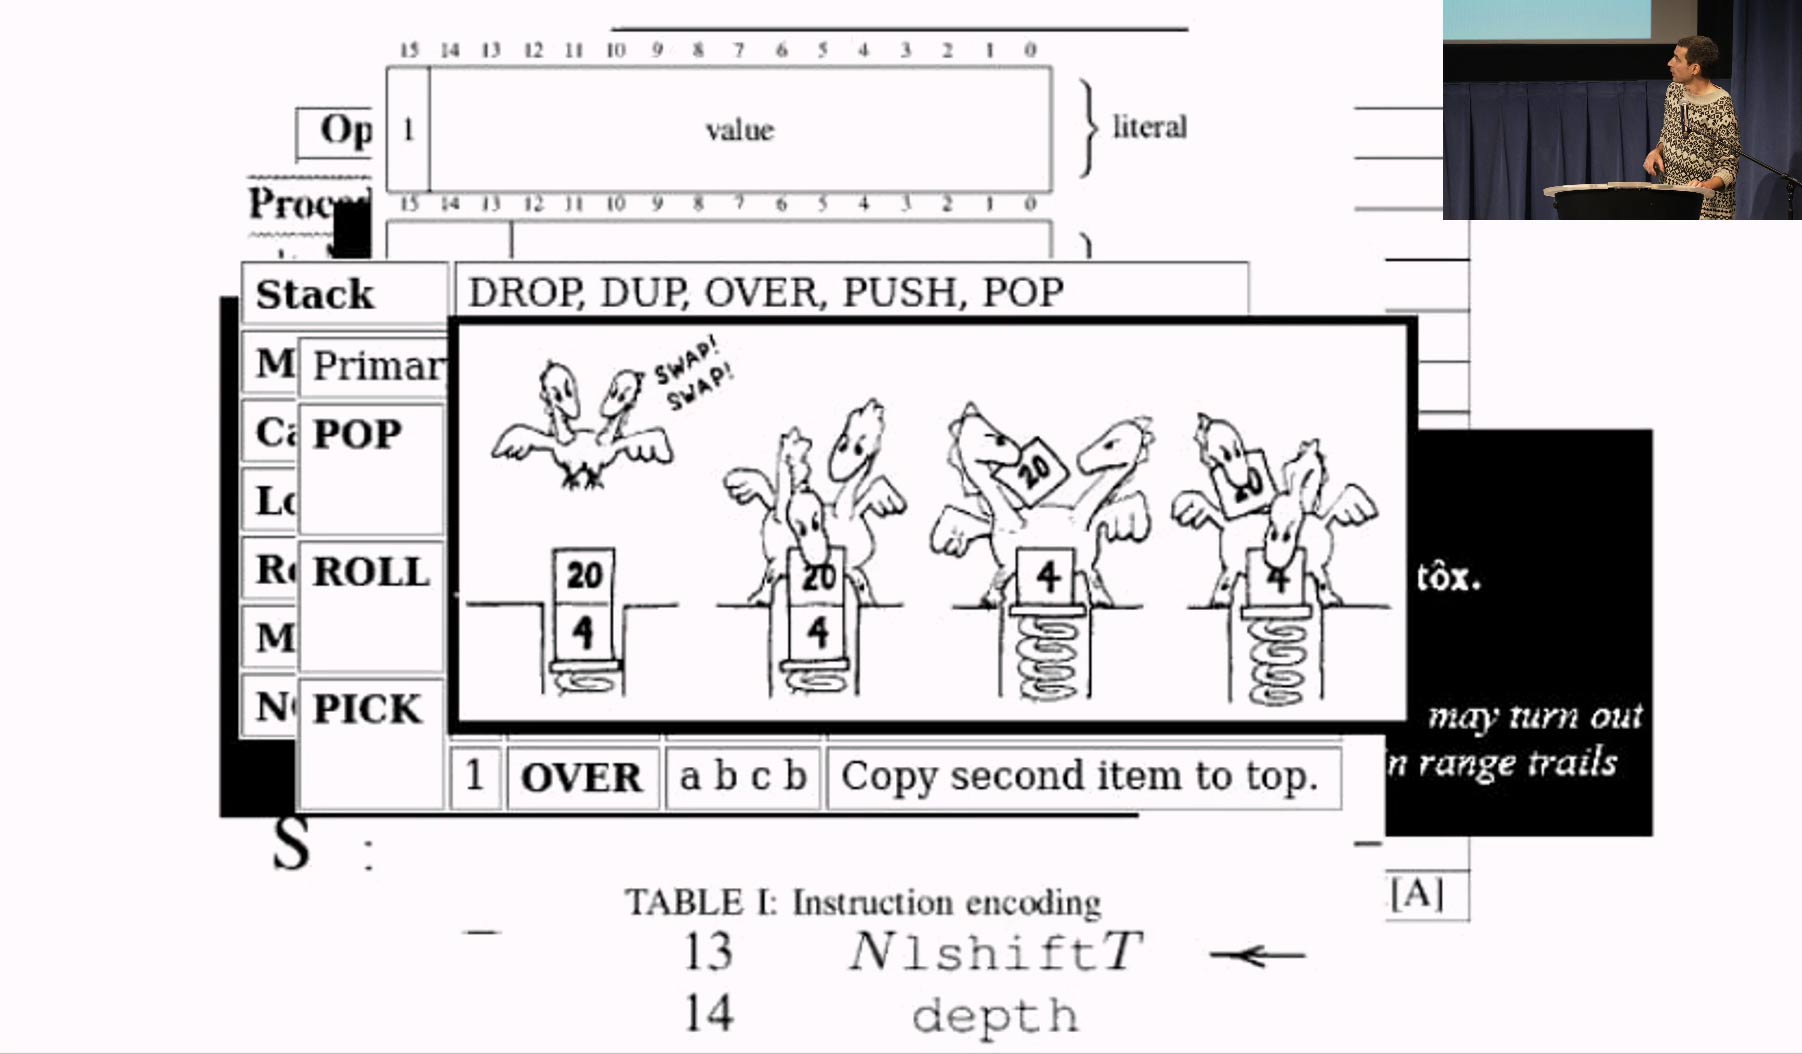 15 14 13 12 11 10 9 8 7 6 5 4 3 2 1 0
Op
1 value literal
Proced
15 14 13 12 11 10 9 8 7 6 5 4 3 2 1 0
Stack DROP, DUP, OVER, PUSH, POP
M Primar
SWAP!
SWAP!
POP
20
20
20
20
4
4
4
4
ROLL
PICK
tôx.
may turn out
n range trails
1 OVER a b c b Copy second item to top.
S :
[A]
TABLE I: Instruction encoding
13 NlshiftT
14 depth